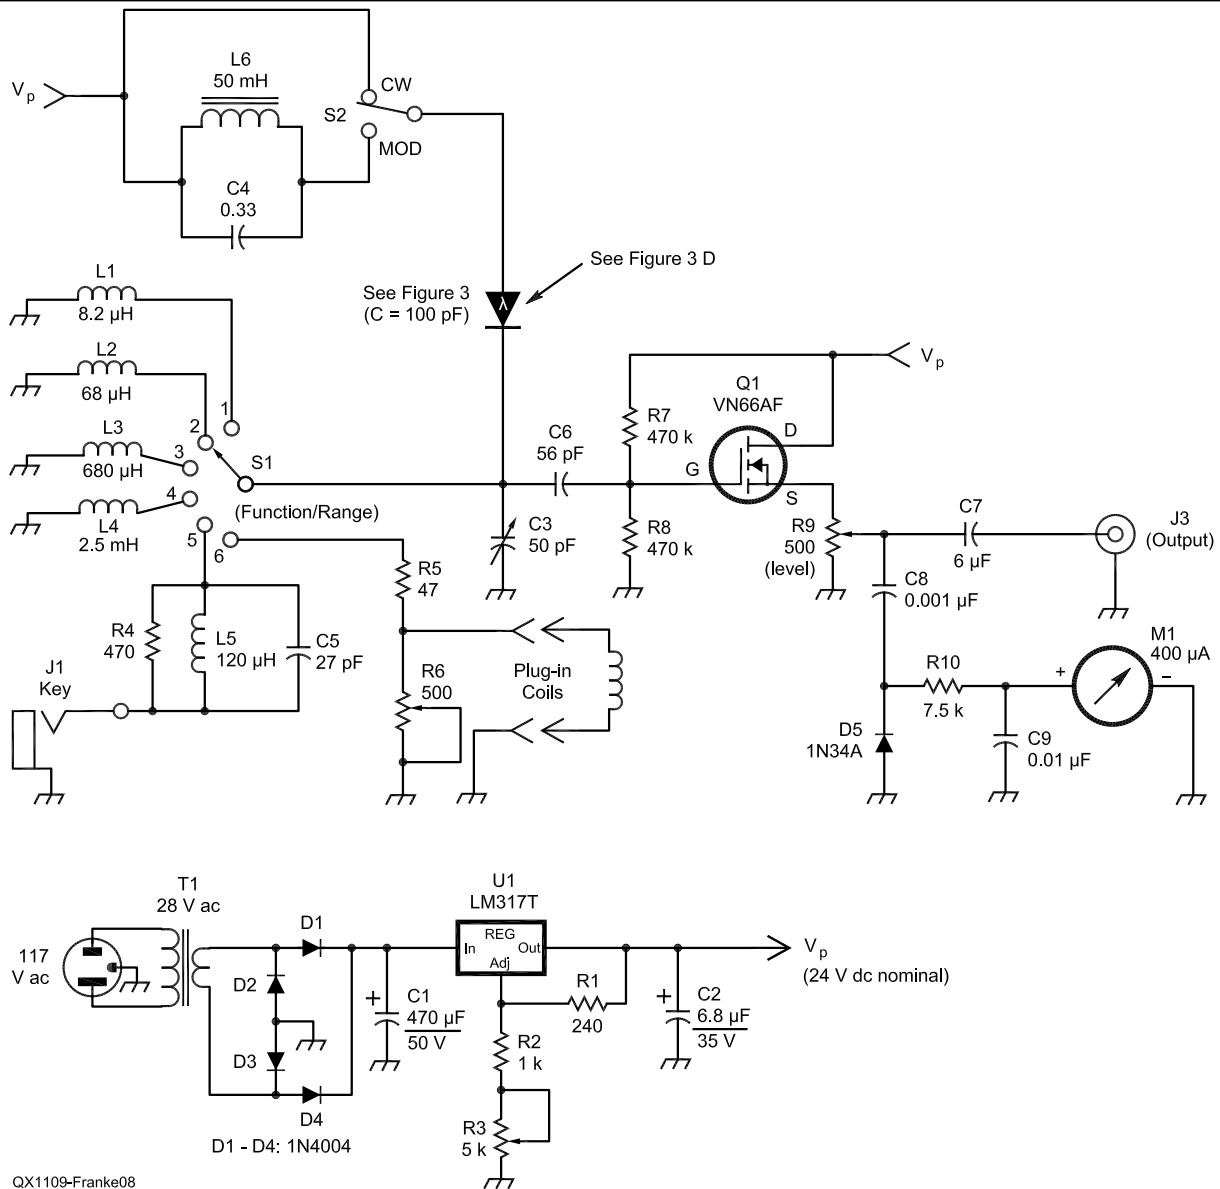 L6
50 mH
V p
CW
S2
MOD
C4
0.33
See Figure 3 D
See Figure 3
(C = 100 pF)
λ
L1
8.2 µH
L2
68 µH
L3
680 µH
L4
2.5 mH
1
2
3
4
5
6
S1
(Function/Range)
C6
56 pF
C3
50 pF
R7
470 k
R8
470 k
Q1
VN66AF
G
D
S
V p
R9
500
(level)
C7
6 µF
J3
(Output)
C8
0.001 µF
R5
47
R6
500
Plug-in
Coils
R4
470
L5
120 µH
C5
27 pF
J1
Key
R10
7.5 k
M1
400 µA
+
–
D5
1N34A
C9
0.01 µF
T1
28 V ac
117
V ac
D1
D2
D3
D4
D1 - D4: 1N4004
+
C1
470 µF
50 V
U1
LM317T
REG
In
Out
Adj
R1
240
R2
1 k
R3
5 k
+
C2
6.8 µF
35 V
V p
(24 V dc nominal)
QX1109-Franke08